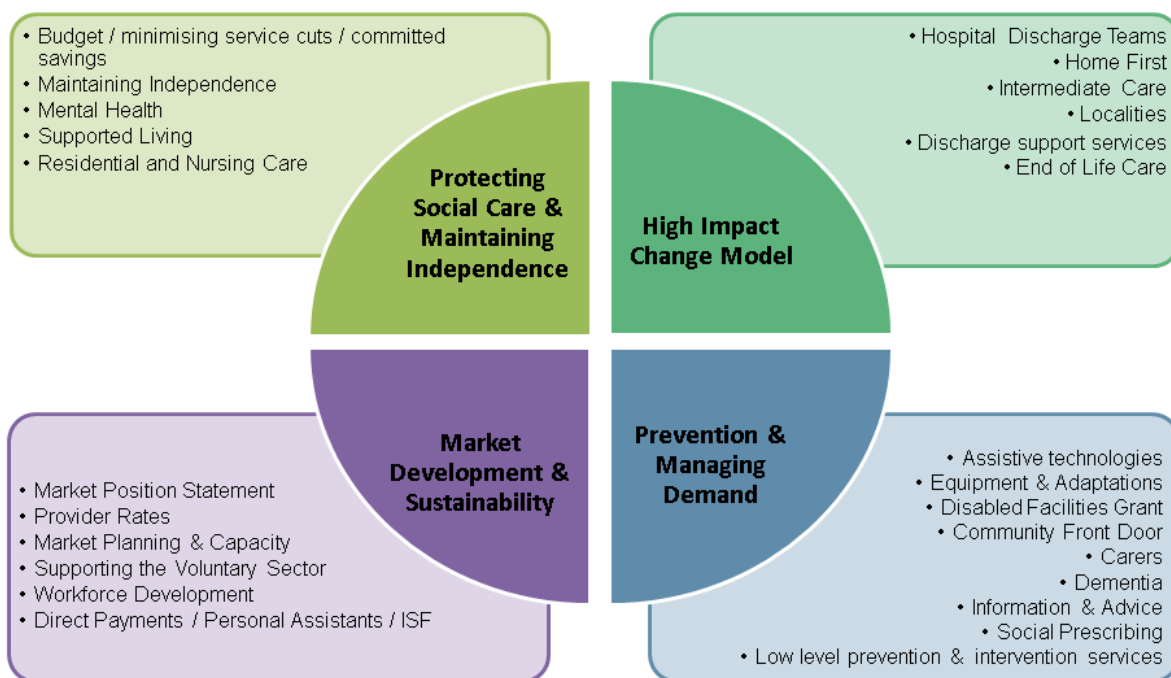 • Budget / minimising service cuts / committed
savings
• Maintaining Independence
• Mental Health
• Supported Living
• Residential and Nursing Care
• Hospital Discharge Teams
• Home First
• Intermediate Care
• Localities
• Discharge support services
• End of Life Care
Protecting
Social Care &
Maintaining
Independence
High Impact
Change Model
Market
Development &
Sustainability
Prevention &
Managing
Demand
• Market Position Statement
• Provider Rates
• Market Planning & Capacity
• Supporting the Voluntary Sector
• Workforce Development
• Direct Payments / Personal Assistants / ISF
• Assistive technologies
• Equipment & Adaptations
• Disabled Facilities Grant
• Community Front Door
• Carers
• Dementia
• Information & Advice
• Social Prescribing
• Low level prevention & intervention services